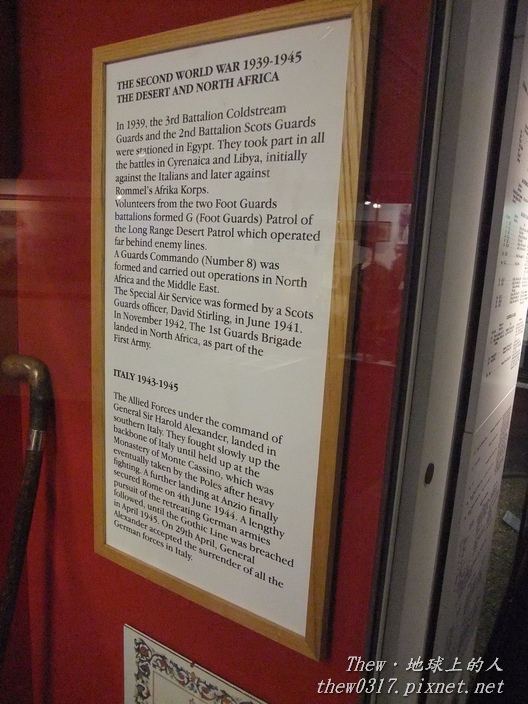 THE SECOND WORLD WAR 1939-1945
THE DESERT AND NORTH AFRICA
In 1939, the 3rd Battalion Coldstream
Guards and the 2nd Battalion Scots Guards
were stationed in Egypt. They took part in all
the battles in Cyrenaica and Libya, initially
against the Italians and later against
Rommel's Afrika Korps.
Volunteers from the two Foot Guards
battalions formed G (Foot Guards) Patrol of
the Long Range Desert Patrol which operated
far behind enemy lines.
A Guards Commando (Number 8) was
formed and carried out operations in North
Africa and the Middle East.
The Special Air Service was formed by a Scots
Guards officer, David Stirling, in June 1941.
In November 1942, The 1st Guards Brigade
landed in North Africa, as part of the
First Army.
ITALY 1943-1945
The Allied Forces under the command of
General Sir Harold Alexander, landed in
southern Italy. They fought slowly up the
backbone of Italy until held up at the
Monastery of Monte Cassino, which was
eventually taken by the Poles after heavy
fighting. A further landing at Anzio finally
secured Rome on 4th June 1944. A lengthy
pursuit of the retreating German armies
followed, until the Gothic Line was breached
in April 1945. On 29th April, General
Alexander accepted the surrender of all the
German forces in Italy.
Thew・地球上的人
thew0317.pixnet.net